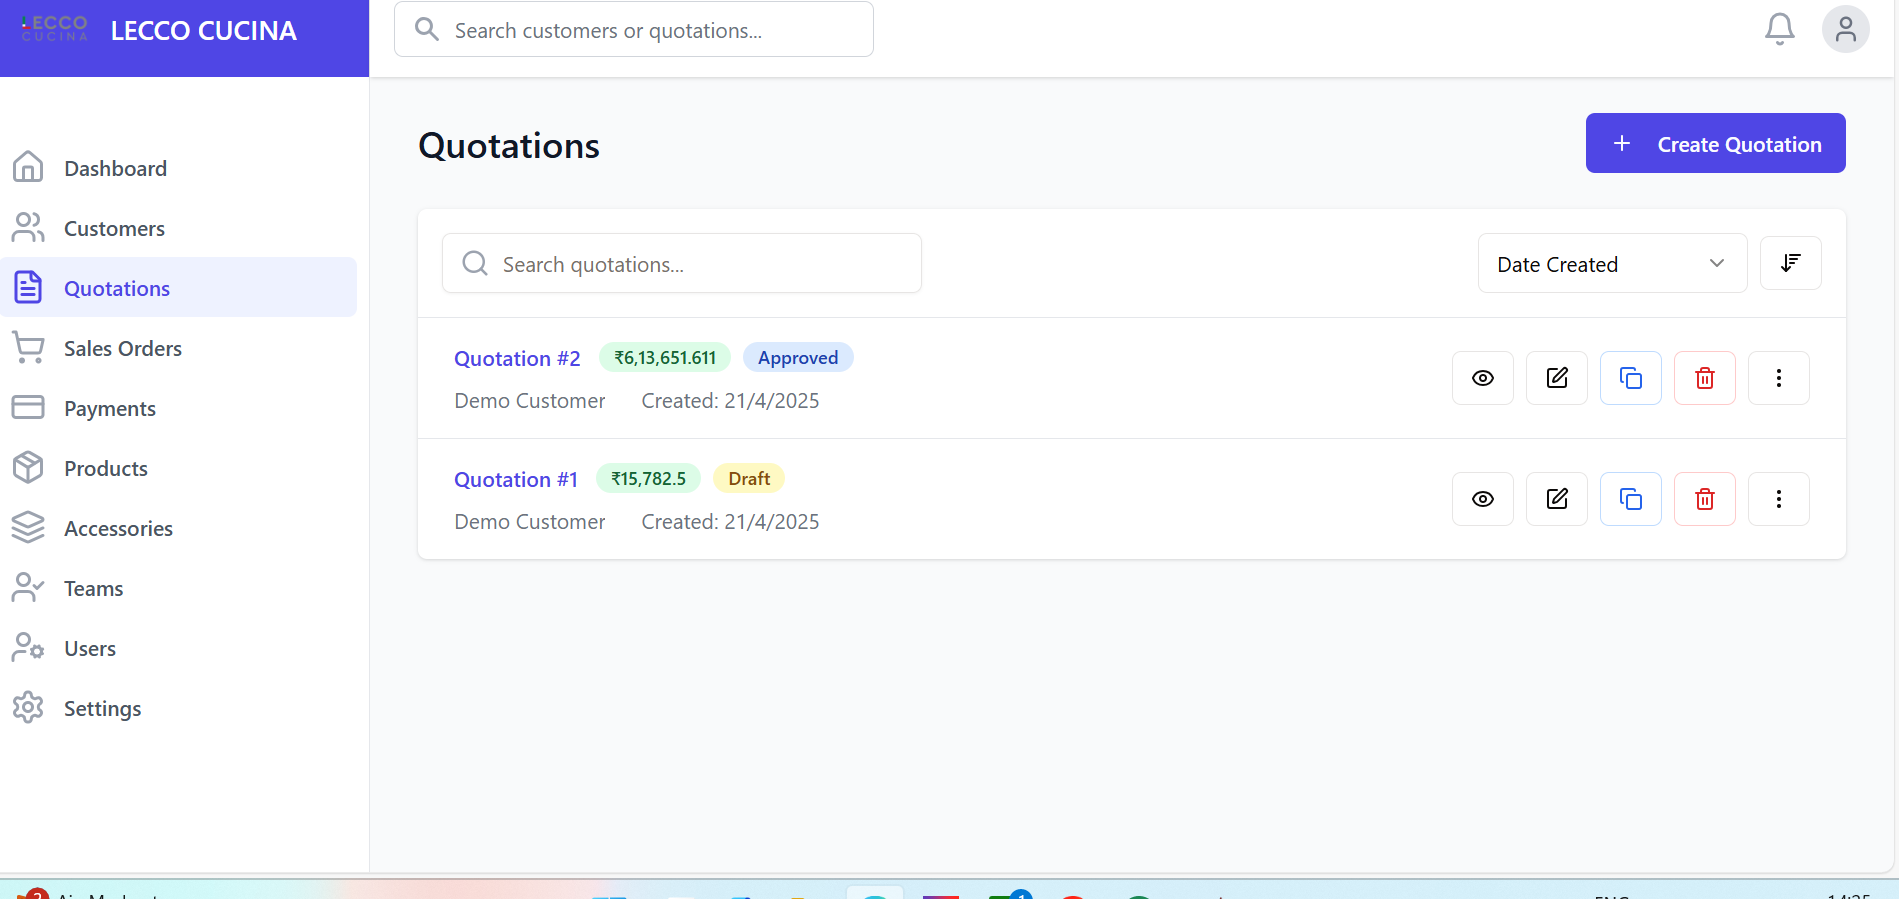 LECCO
CUCINA
LECCO CUCINA
Search customers or quotations...
Dashboard
Customers
Quotations
Sales Orders
Payments
Products
Accessories
Teams
Users
Settings
Quotations
Create Quotation
Search quotations...
Date Created
Quotation #2 ₹6,13,651.611 Approved
Demo Customer Created: 21/4/2025
Quotation #1 ₹15,782.5 Draft
Demo Customer Created: 21/4/2025